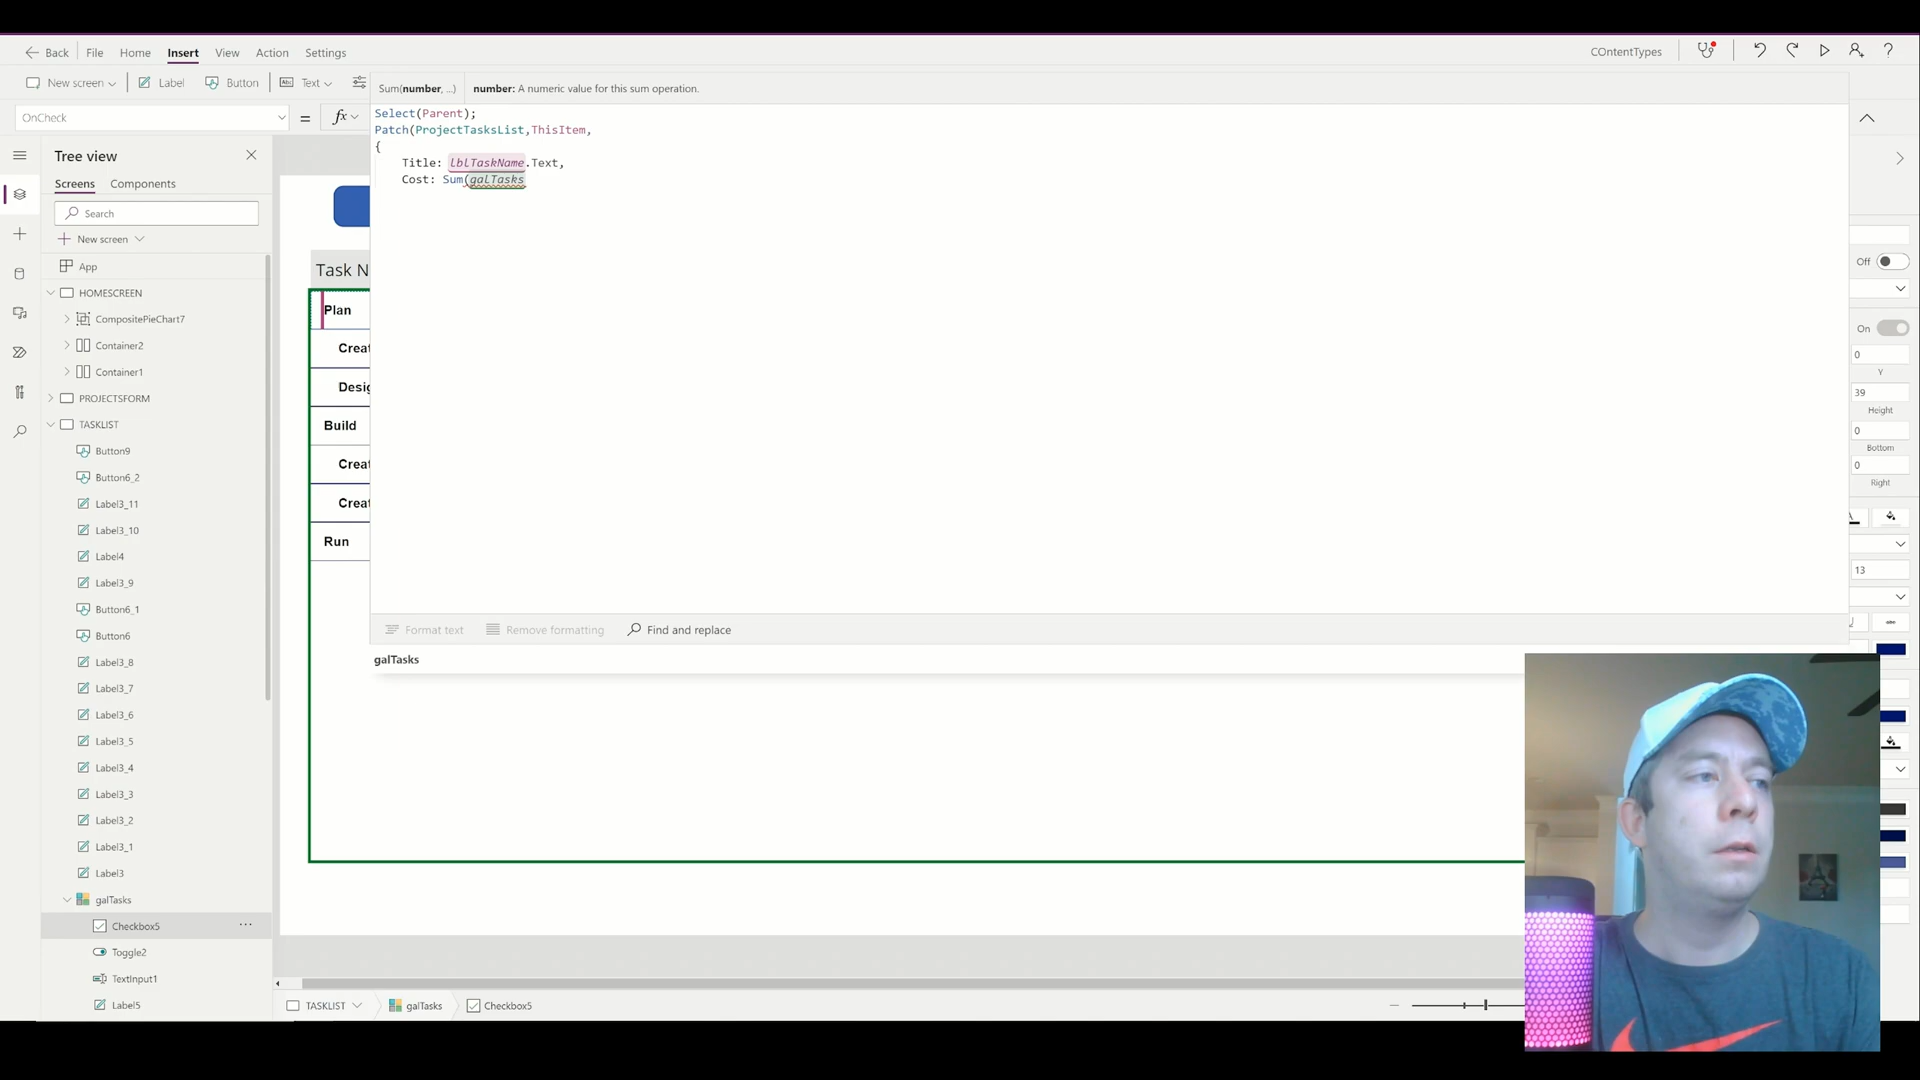 Back File Home Insert View Action Settings COntentTypes
New screen Label Button Text
Sum(number, ...) number: A numeric value for this sum operation.
OnCheck = fx
Select(Parent);
Patch(ProjectTasksList,ThisItem,
{
Title: lblTaskName.Text,
Cost: Sum(galTasks
Format text Remove formatting Find and replace
galTasks
Tree view
Screens Components
Search
New screen
App
HOMESCREEN
CompositePieChart7
Container2
Container1
PROJECTSFORM
TASKLIST
Button9
Button6_2
Label3_11
Label3_10
Label4
Label3_9
Button6_1
Button6
Label3_8
Label3_7
Label3_6
Label3_5
Label3_4
Label3_3
Label3_2
Label3_1
Label3
galTasks
Checkbox5 ...
Toggle2
TextInput1
Label5
Task N
Plan
Creat
Desig
Build
Creat
Creat
Run
Off
On
0
Y
39
Height
0
Bottom
0
Right
13
abc
TASKLIST galTasks Checkbox5